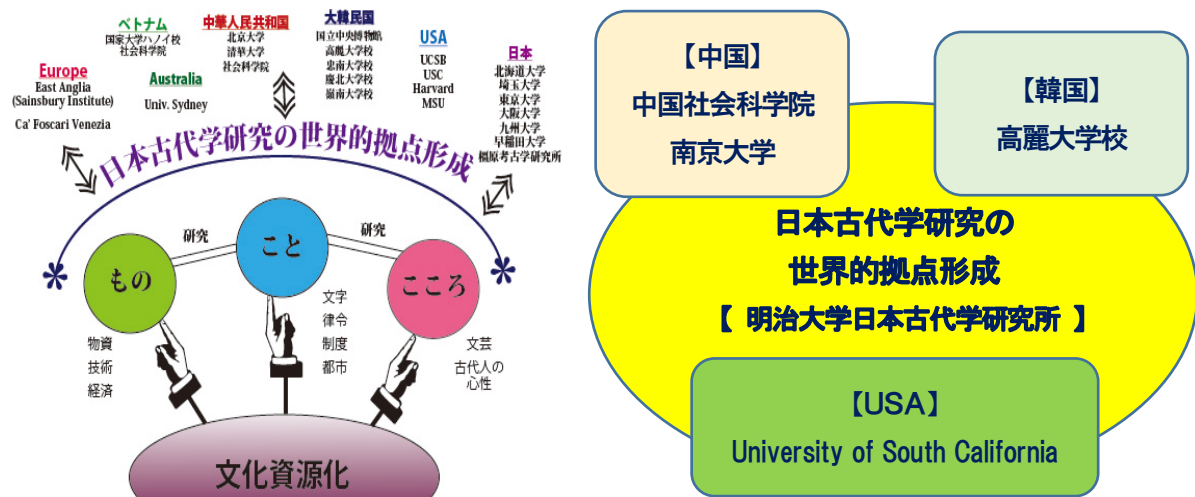 ベトナム
国家大学ハノイ校
社会科学院
中華人民共和国
北京大学
清華大学
社会科学院
大韓民国
国立中央博物館
高麗大学校
忠南大学校
慶北大学校
嶺南大学校
USA
UCSB
USC
Harvard
MSU
日本
北海道大学
埼玉大学
東京大学
大阪大学
九州大学
早稲田大学
橿原考古学研究所
Europe
East Anglia
(Sainsbury Institute)
Ca' Foscari Venezia
Australia
Univ. Sydney
日本古代学研究の世界的拠点形成
もの
研究
こと
研究
こころ
物資
技術
経済
文字
律令
制度
都市
文芸
古代人の
心性
文化資源化
【中国】
中国社会科学院
南京大学
【韓国】
高麗大学校
日本古代学研究の
世界的拠点形成
【 明治大学日本古代学研究所 】
【USA】
University of South California